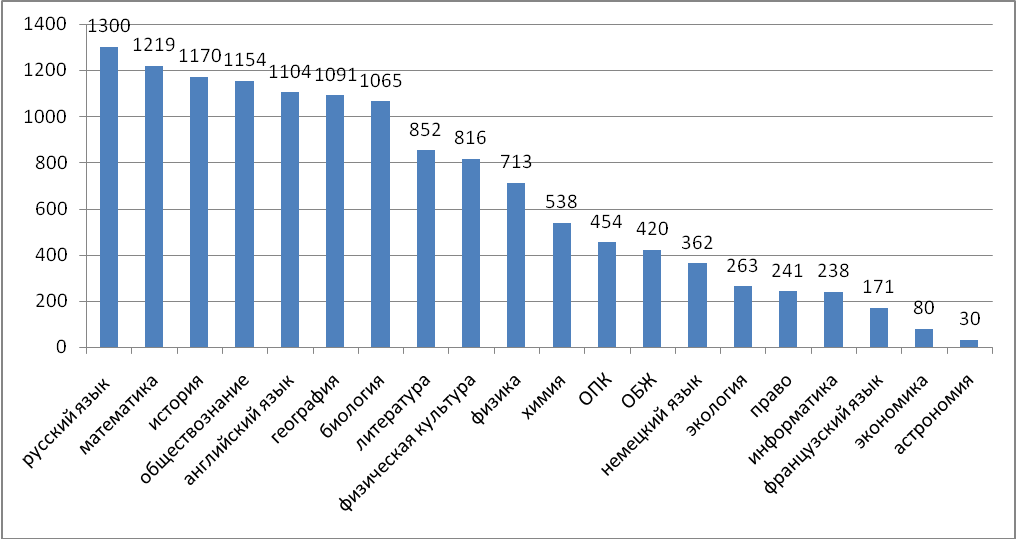 1400
1200
1000
800
600
400
200
0
1300
1219
1170
1154
1104
1091
1065
852
816
713
538
454
420
362
263
241
238
171
80
30
русский язык
математика
история
обществознание
английский язык
география
биология
литература
физическая культура
физика
химия
ОПК
ОБЖ
немецкий язык
экология
право
информатика
французский язык
экономика
астрономия